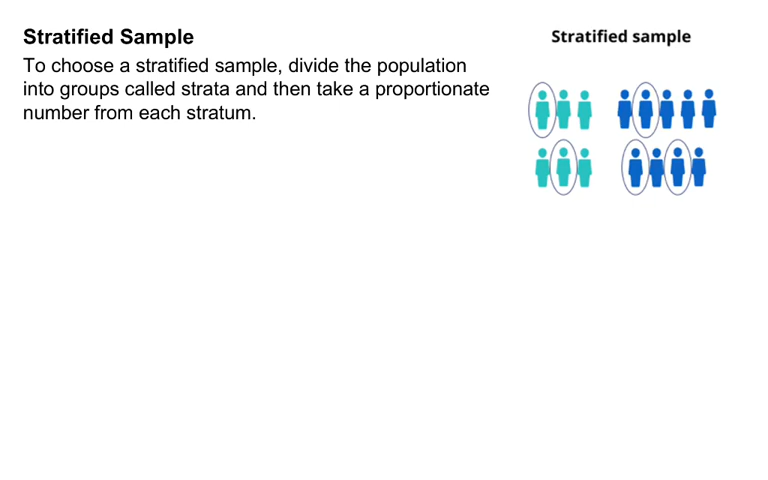 Stratified Sample
To choose a stratified sample, divide the population
into groups called strata and then take a proportionate
number from each stratum.
Stratified sample